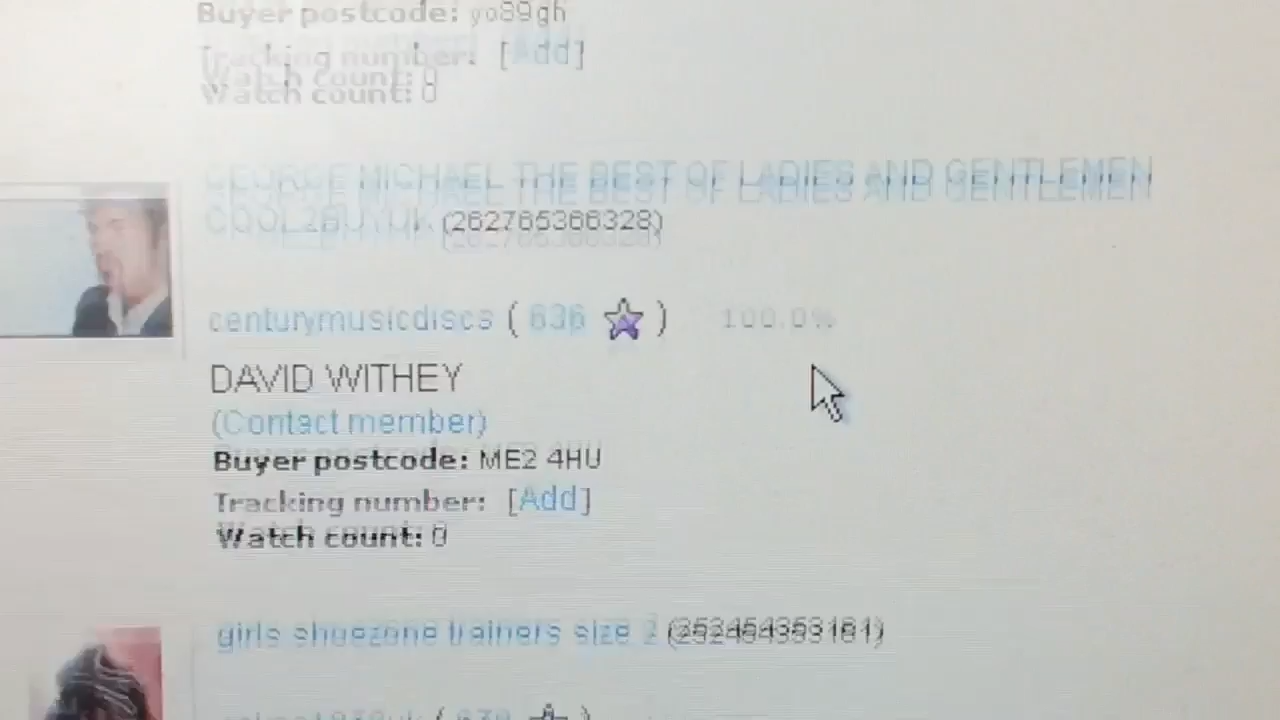 Buyer postcode: yo89gh
Tracking number: [Add]
Watch count: 0
GEORGE MICHAEL THE BEST OF LADIES AND GENTLEMEN
COOL2BUYUK (262765366328)
centurymusicdiscs ( 636 ) 100.0%
DAVID WITHEY
(Contact member)
Buyer postcode: ME2 4HU
Tracking number: [Add]
Watch count: 0
girls shoezone trainers size 2